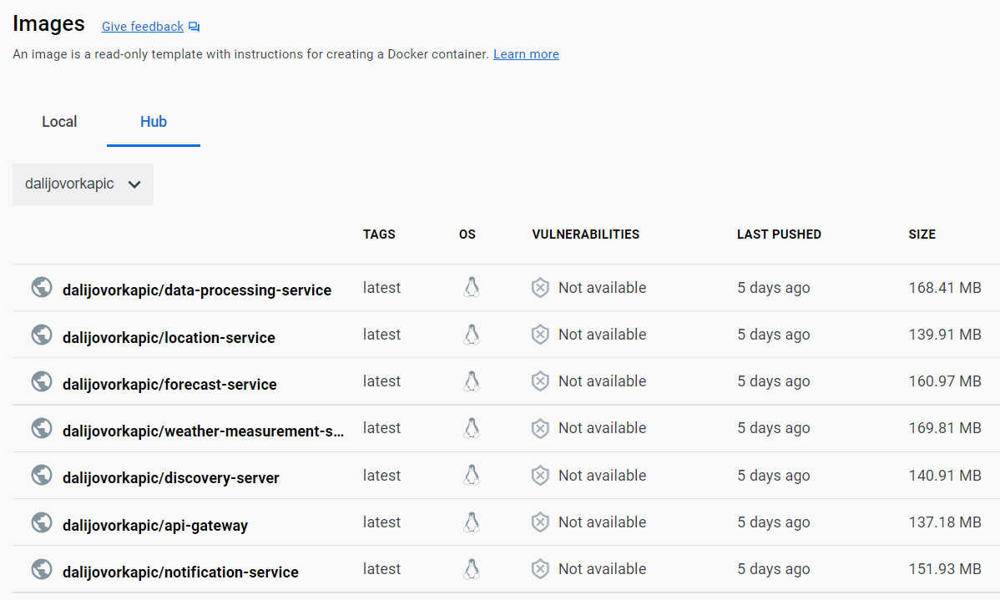 Images Give feedback
An image is a read-only template with instructions for creating a Docker container. Learn more
Local Hub
dalijovorkapic
TAGS OS VULNERABILITIES LAST PUSHED SIZE
dalijovorkapic/data-processing-service latest Not available 5 days ago 168.41 MB
dalijovorkapic/location-service latest Not available 5 days ago 139.91 MB
dalijovorkapic/forecast-service latest Not available 5 days ago 160.97 MB
dalijovorkapic/weather-measurement-s... latest Not available 5 days ago 169.81 MB
dalijovorkapic/discovery-server latest Not available 5 days ago 140.91 MB
dalijovorkapic/api-gateway latest Not available 5 days ago 137.18 MB
dalijovorkapic/notification-service latest Not available 5 days ago 151.93 MB